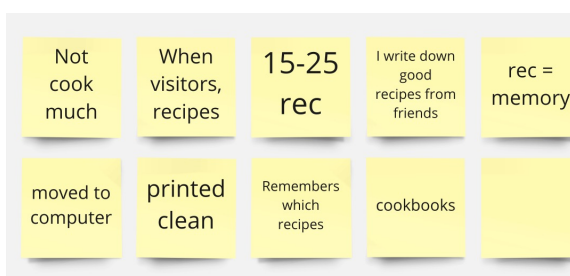 Not
cook
much
When
visitors,
recipes
15-25
rec
I write down
good
recipes from
friends
rec =
memory
moved to
computer
printed
clean
Remembers
which
recipes
cookbooks